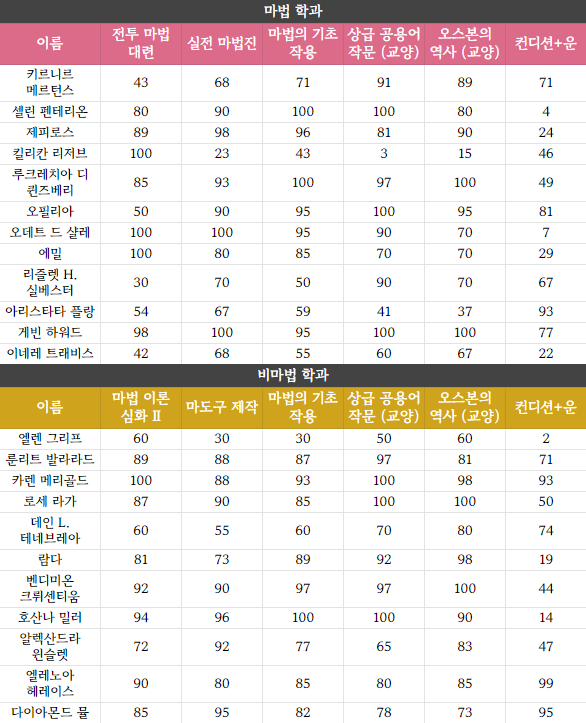 마법 학과
이름 전투 마법 대련 실전 마법진 마법의 기초 작용 상급 공용어 작문 (교양) 오스본의 역사 (교양) 컨디션+운
키르니르 메르턴스 43 68 71 91 89 71
셀린 펜테리온 80 90 100 100 80 4
제피로스 89 98 96 81 90 24
킬리칸 리저브 100 23 43 3 15 46
루크레치아 디 퀸즈베리 85 93 100 97 100 49
오필리아 50 90 95 100 95 81
오데트 드 샬레 100 100 95 90 70 7
에밀 100 80 85 70 70 29
리즐렛 H. 실베스터 30 70 50 90 70 67
아리스타타 플랑 54 67 59 41 37 93
게빈 하워드 98 100 95 100 100 77
이네레 트래비스 42 68 55 60 67 22
비마법 학과
이름 마법 이론 심화 II 마도구 제작 마법의 기초 작용 상급 공용어 작문 (교양) 오스본의 역사 (교양) 컨디션+운
엘렌 그리프 60 30 30 50 60 2
룬리트 발라라드 89 88 87 97 81 71
카렌 메리골드 100 88 93 100 98 93
로세 라가 87 90 85 100 100 50
데인 L. 테네브레아 60 55 60 70 80 74
람다 81 73 89 92 98 19
벤디미온 크뤼센티움 92 90 97 97 100 44
호산나 밀러 94 96 100 100 90 14
알렉산드라 윈슬렛 72 92 77 65 83 47
엘레노아 헤레이스 90 80 85 80 85 99
다이아몬드 뮬 85 95 82 78 73 95